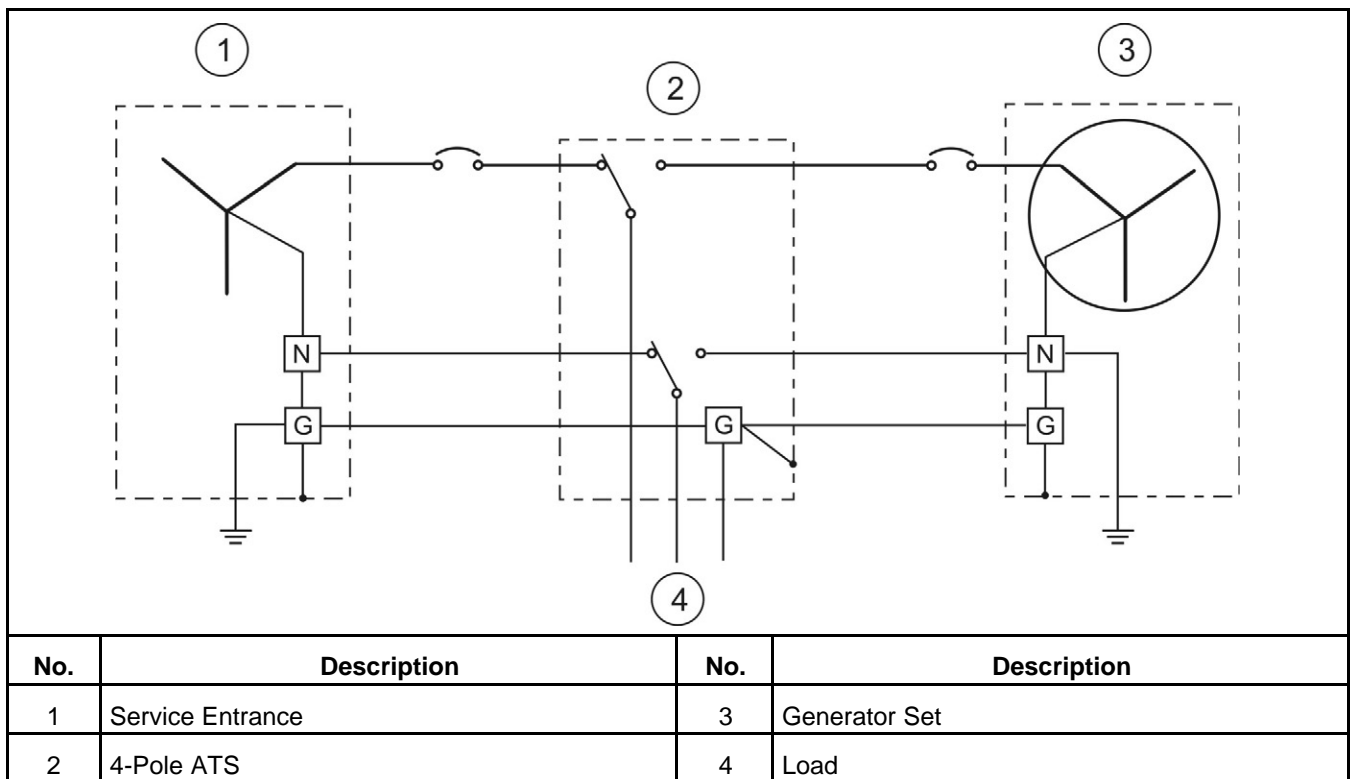 1
3
2
N
N
G
G
G
4
No. Description No. Description
1 Service Entrance 3 Generator Set
2 4-Pole ATS 4 Load